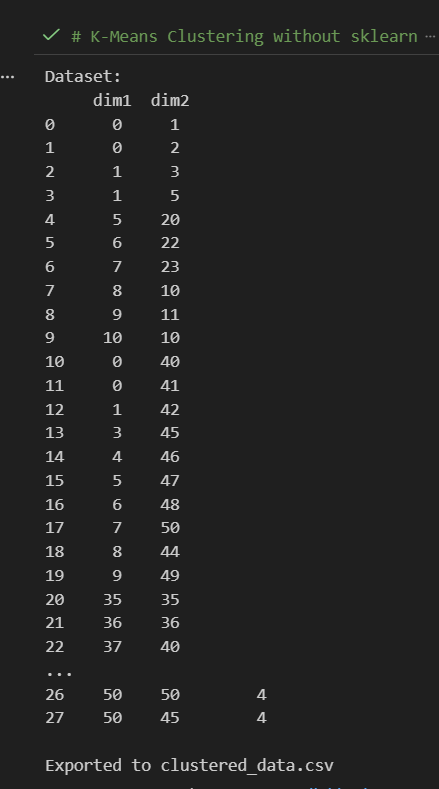 # K-Means Clustering without sklearn ...
... Dataset:
dim1 dim2
0 0 1
1 0 2
2 1 3
3 1 5
4 5 20
5 6 22
6 7 23
7 8 10
8 9 11
9 10 10
10 0 40
11 0 41
12 1 42
13 3 45
14 4 46
15 5 47
16 6 48
17 7 50
18 8 44
19 9 49
20 35 35
21 36 36
22 37 40
...
26 50 50 4
27 50 45 4
Exported to clustered_data.csv